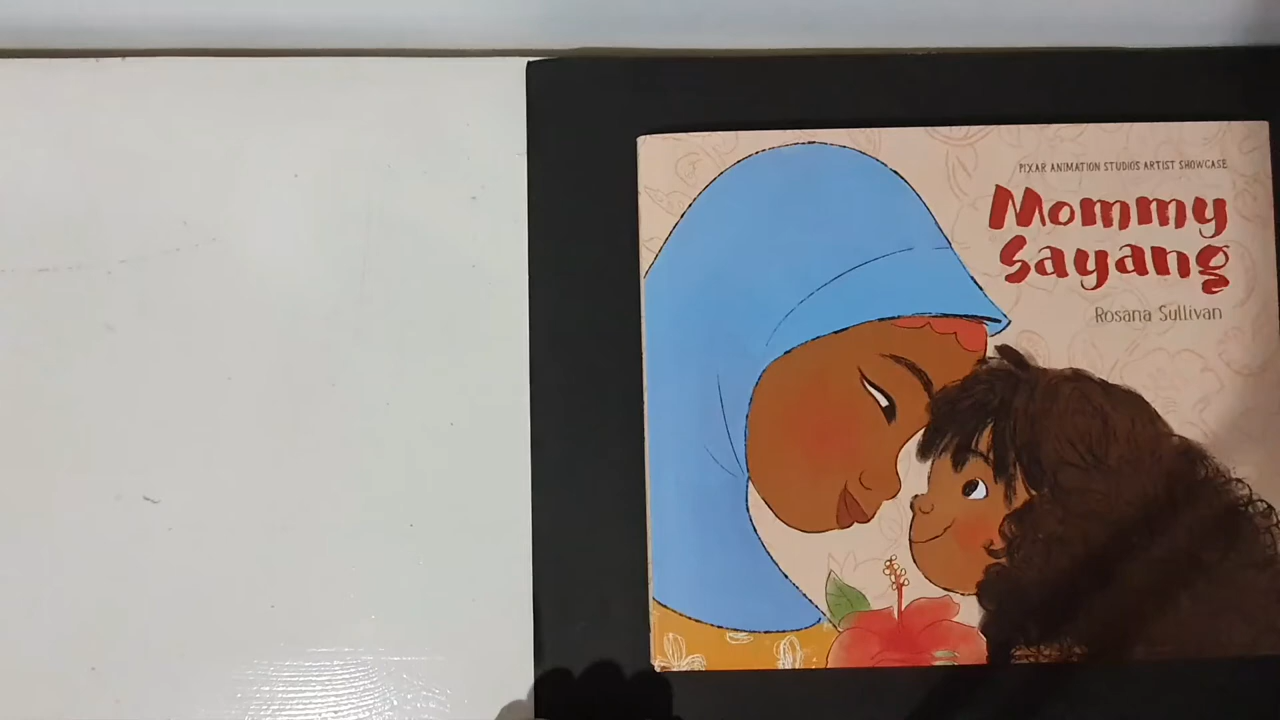 PIXAR ANIMATION STUDIOS ARTIST SHOWCASE
Mommy
Sayang
Rosana Sullivan